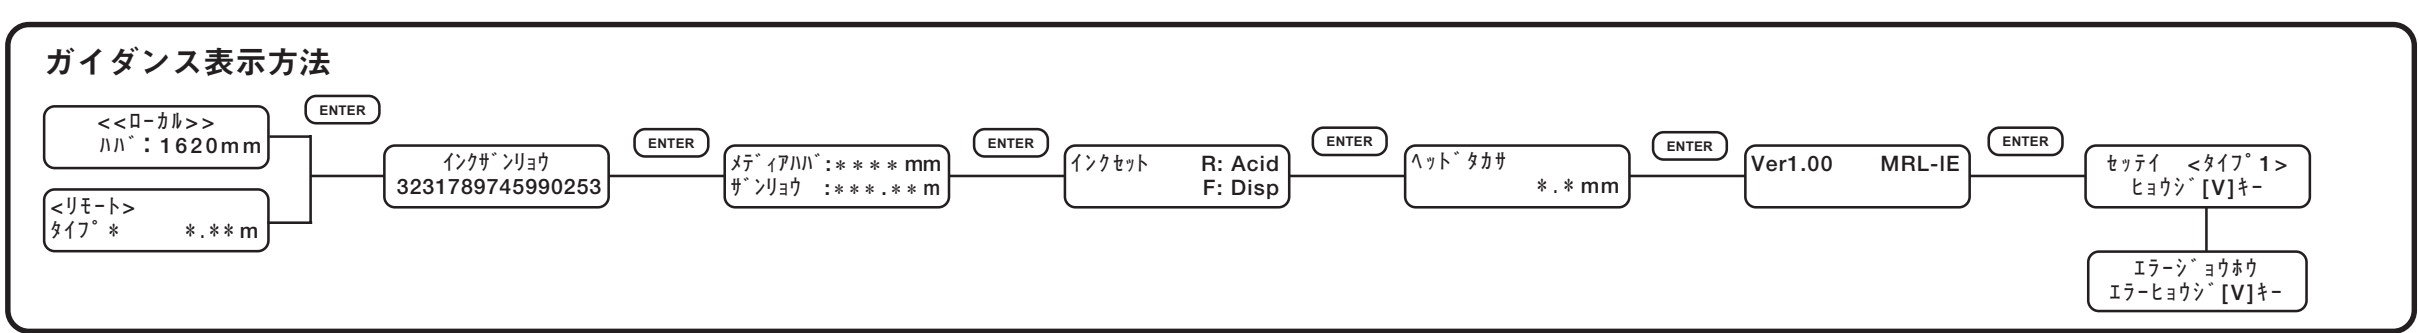 ガイダンス表示方法
<<ﾛｰｶﾙ>>
ﾊﾊﾞ:1620mm
<ﾘﾓｰﾄ>
ﾀｲﾌﾟ* *.**m
ENTER
ｲﾝｸｻﾞﾝﾘｮｳ
3231789745990253
ENTER
ﾒﾃﾞｨｱﾊﾊﾞ:****mm
ｻﾞﾝﾘｮｳ :***.**m
ENTER
ｲﾝｸｾｯﾄ R: Acid
F: Disp
ENTER
ﾍｯﾄﾞﾀｶｻ
*.*mm
ENTER
Ver1.00 MRL-IE
ENTER
ｾｯﾃｲ <ﾀｲﾌﾟ1>
ﾋｮｳｼﾞ[V]ｷｰ
ｴﾗｰｼﾞｮｳﾎｳ
ｴﾗｰﾋｮｳｼﾞ[V]ｷｰ